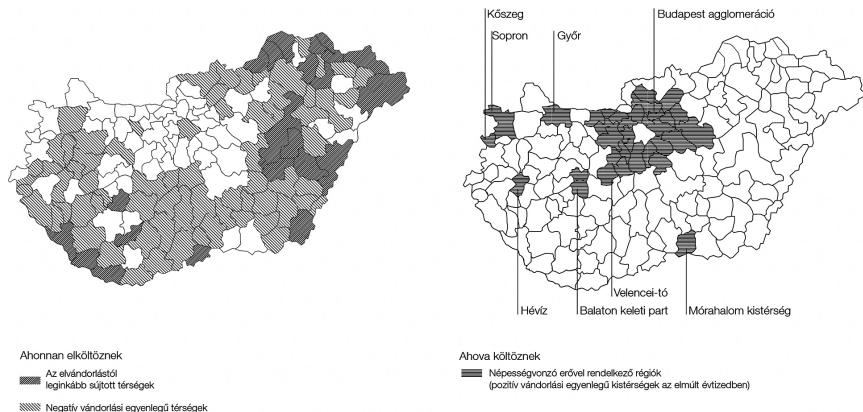 Kőszeg
Sopron
Győr
Budapest agglomeráció
Velencei-tó
Hévíz
Balaton keleti part
Mórahalom kistérség
Ahonnan elköltöznek
Az elvándorlástól
leginkább sújtott térségek
Negatív vándorlási egyenlegű térségek
Ahova költöznek
Népességvonzó erővel rendelkező régiók
(pozitív vándorlási egyenlegű kistérségek az elmúlt évtizedben)